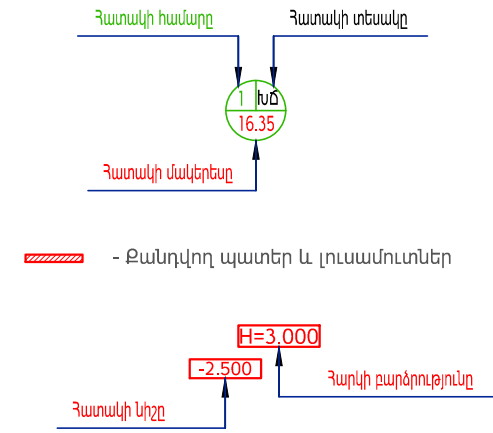 Հատակի համարը
Հատակի տեսակը
1 ԽՃ
16.35
Հատակի մակերեսը
- Քանդվող պատեր և լուսամուտներ
H=3.000
-2.500
Հարկի բարձրությունը
Հատակի նիշը